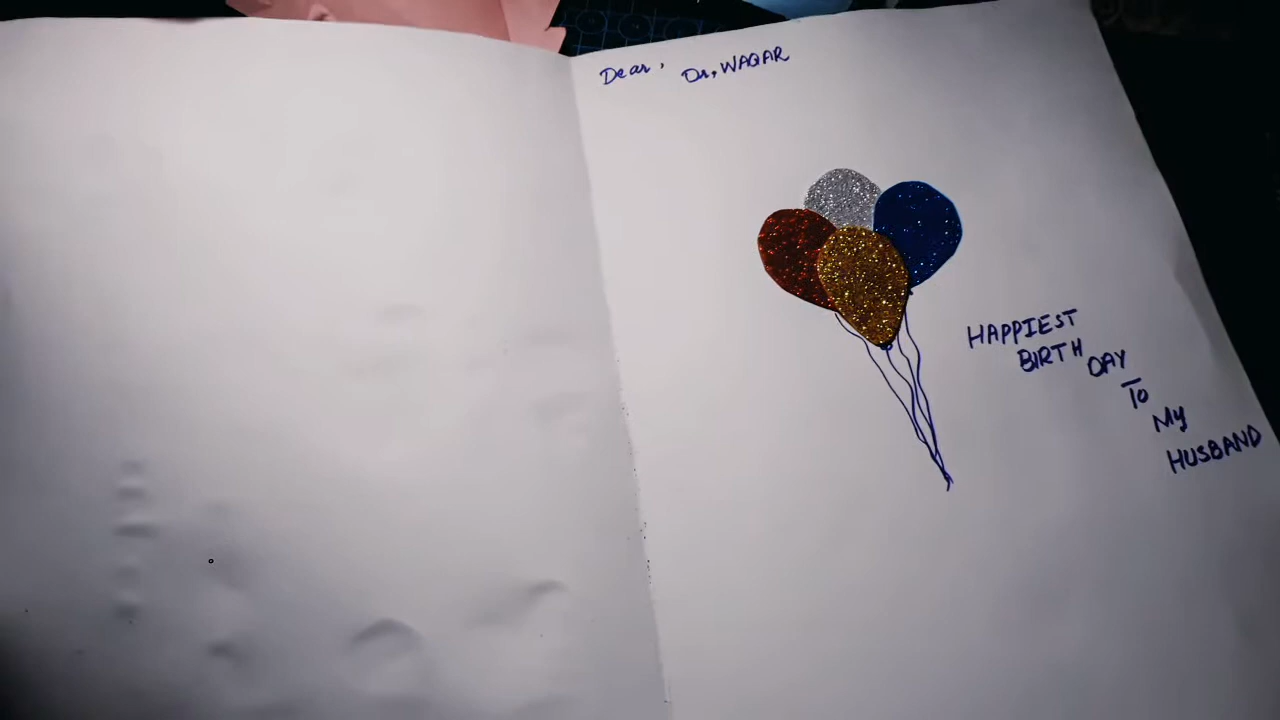 Dear, Dr, WAQAR
HAPPIEST
BIRTH DAY
To
My
HUSBAND